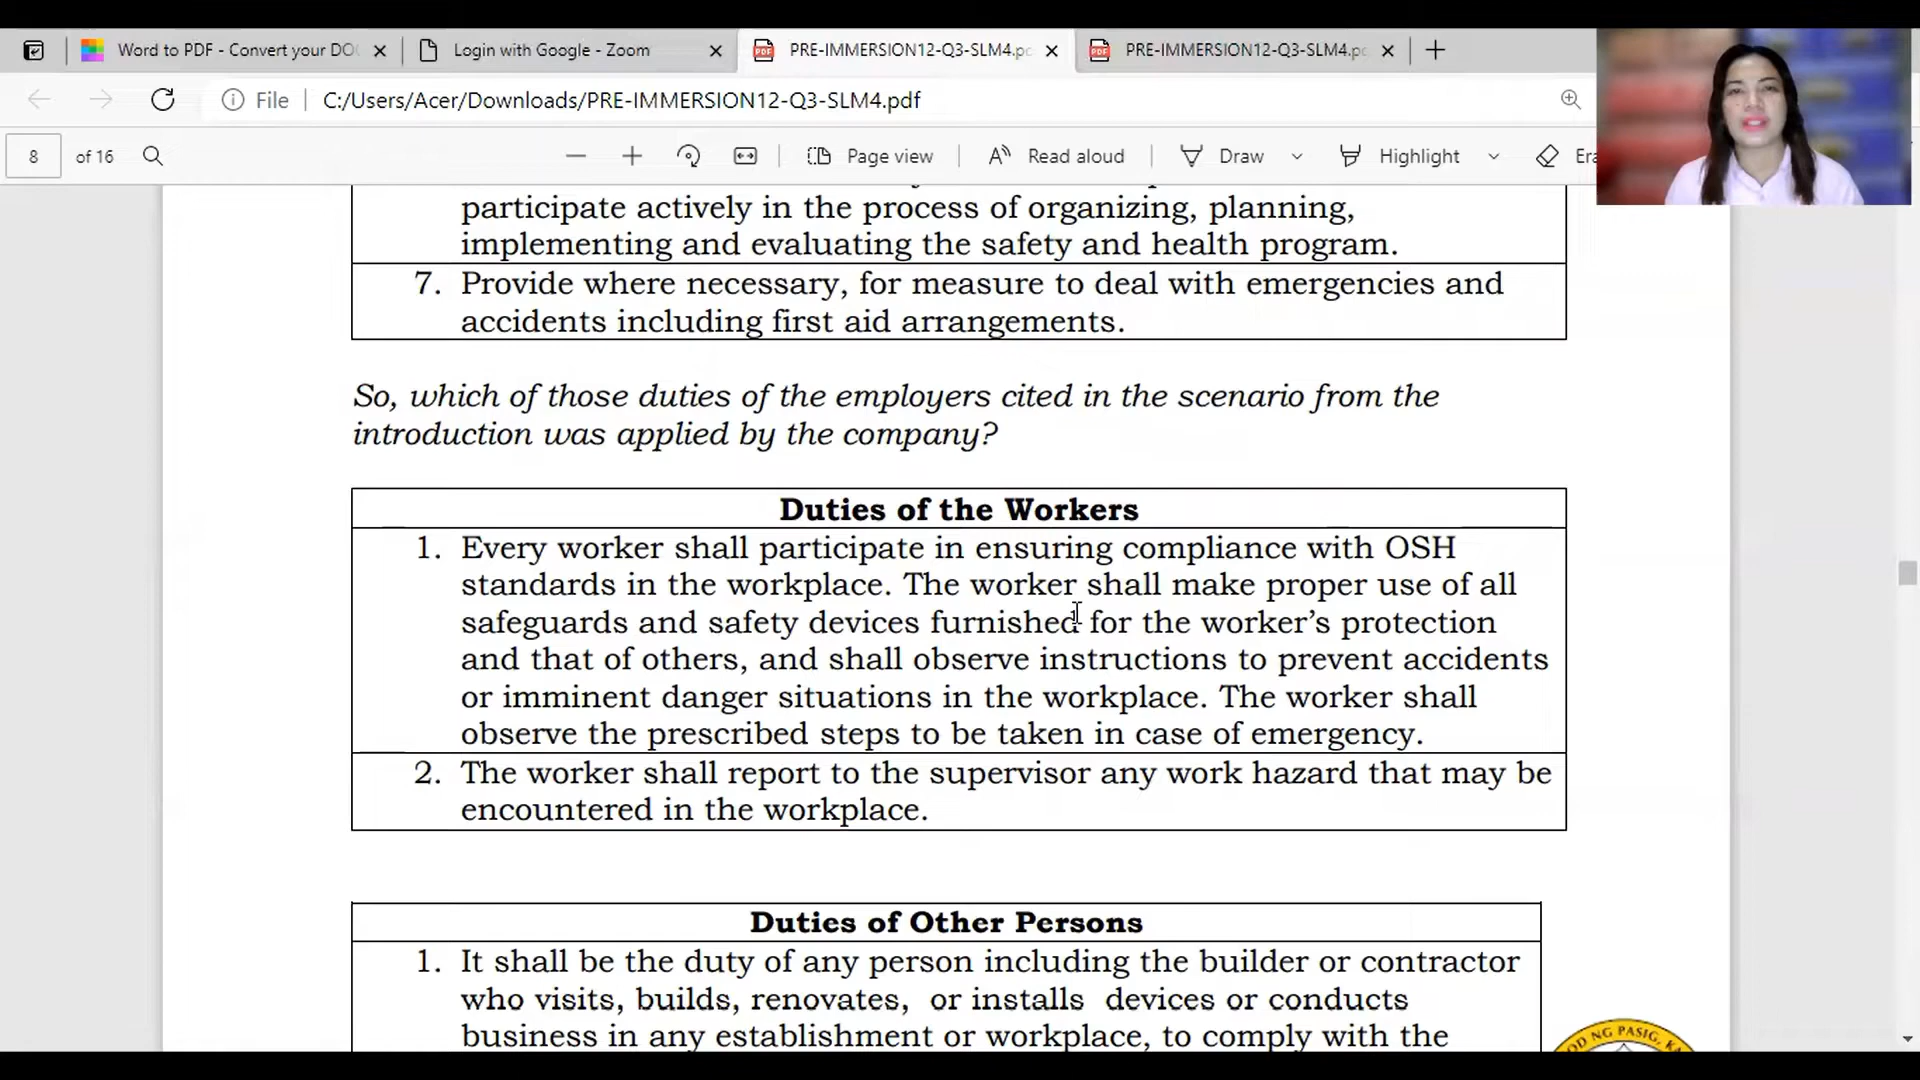 Word to PDF - Convert your DO
Login with Google - Zoom
PRE-IMMERSION12-Q3-SLM4.p
PRE-IMMERSION12-Q3-SLM4.p
File
C:/Users/Acer/Downloads/PRE-IMMERSION12-Q3-SLM4.pdf
8 of 16
Page view
Read aloud
Draw
Highlight
Era
participate actively in the process of organizing, planning,
implementing and evaluating the safety and health program.
7. Provide where necessary, for measure to deal with emergencies and
accidents including first aid arrangements.
So, which of those duties of the employers cited in the scenario from the
introduction was applied by the company?
Duties of the Workers
1. Every worker shall participate in ensuring compliance with OSH
standards in the workplace. The worker shall make proper use of all
safeguards and safety devices furnished for the worker’s protection
and that of others, and shall observe instructions to prevent accidents
or imminent danger situations in the workplace. The worker shall
observe the prescribed steps to be taken in case of emergency.
2. The worker shall report to the supervisor any work hazard that may be
encountered in the workplace.
Duties of Other Persons
1. It shall be the duty of any person including the builder or contractor
who visits, builds, renovates, or installs devices or conducts
business in any establishment or workplace, to comply with the
OD NG PASIG, KA